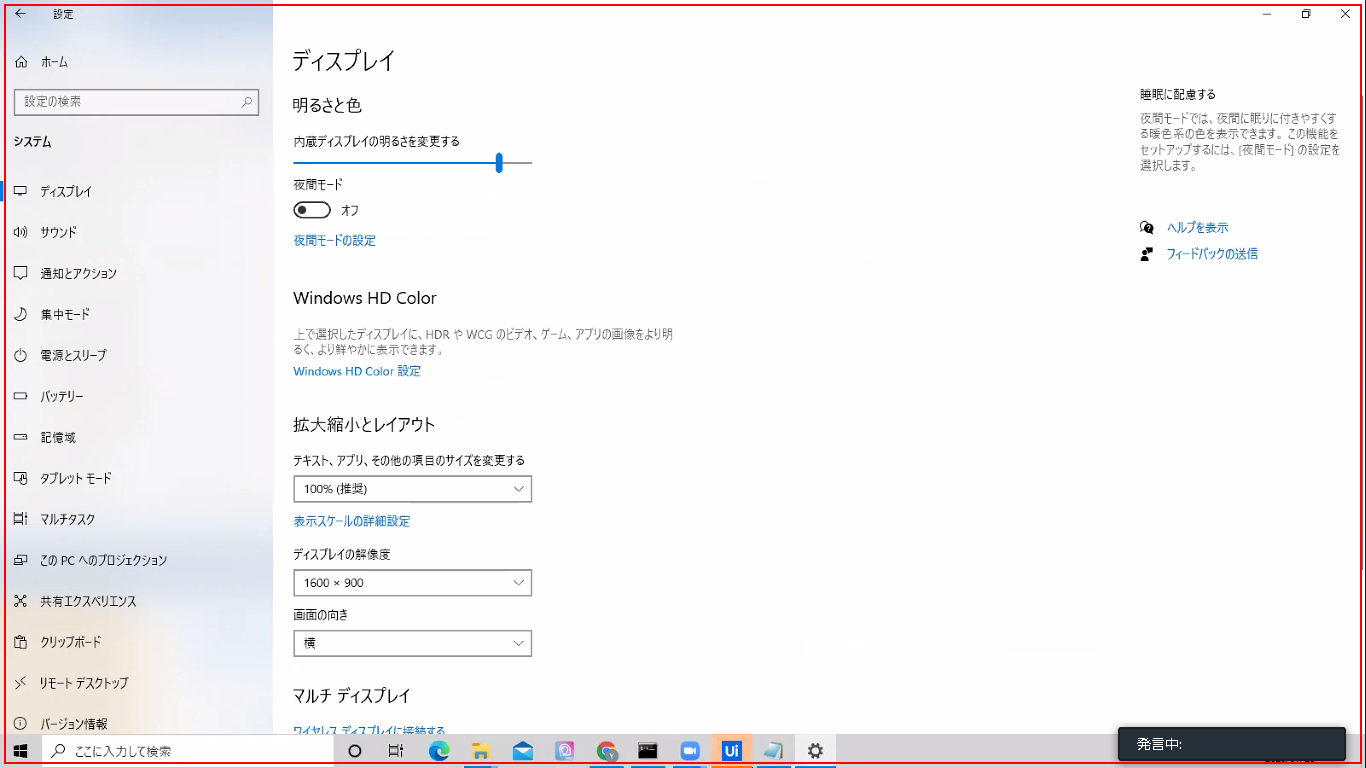 設定
ホーム
設定の検索
システム
ディスプレイ
サウンド
通知とアクション
集中モード
電源とスリープ
バッテリー
記憶域
タブレット モード
マルチタスク
この PC へのプロジェクション
共有エクスペリエンス
クリップボード
リモート デスクトップ
バージョン情報
ディスプレイ
明るさと色
内蔵ディスプレイの明るさを変更する
夜間モード
オフ
夜間モードの設定
Windows HD Color
上で選択したディスプレイに、HDR や WCG のビデオ、ゲーム、アプリの画像をより明
るく、より鮮やかに表示できます。
Windows HD Color 設定
拡大縮小とレイアウト
テキスト、アプリ、その他の項目のサイズを変更する
100% (推奨)
表示スケールの詳細設定
ディスプレイの解像度
1600 × 900
画面の向き
横
マルチ ディスプレイ
ワイヤレス ディスプレイに接続する
睡眠に配慮する
夜間モードでは、夜間に眠りに付きやすくす
る暖色系の色を表示できます。この機能を
セットアップするには、[夜間モード] の設定を
選択します。
ヘルプを表示
フィードバックの送信
ここに入力して検索
Ui
発言中: